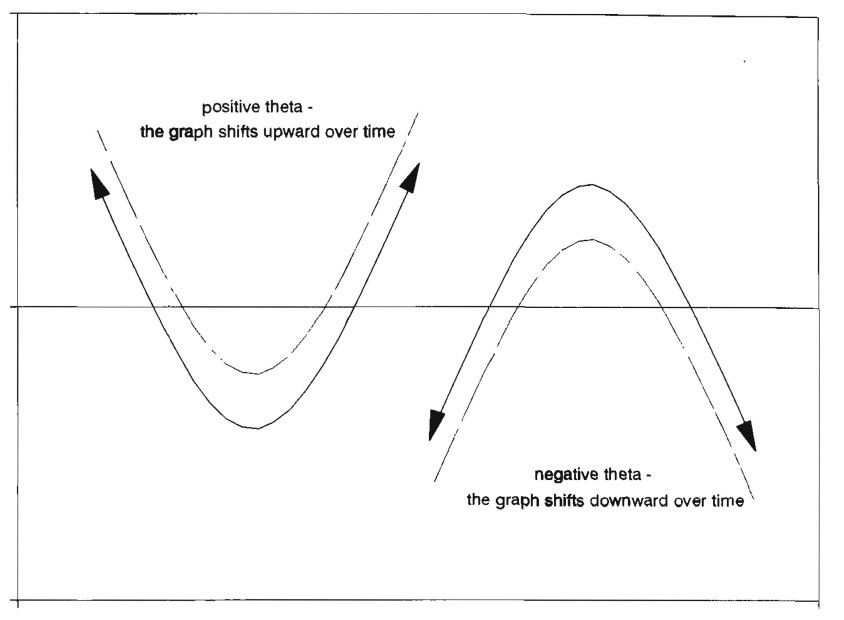 positive theta -
the graph shifts upward over time
negative theta -
the graph shifts downward over time